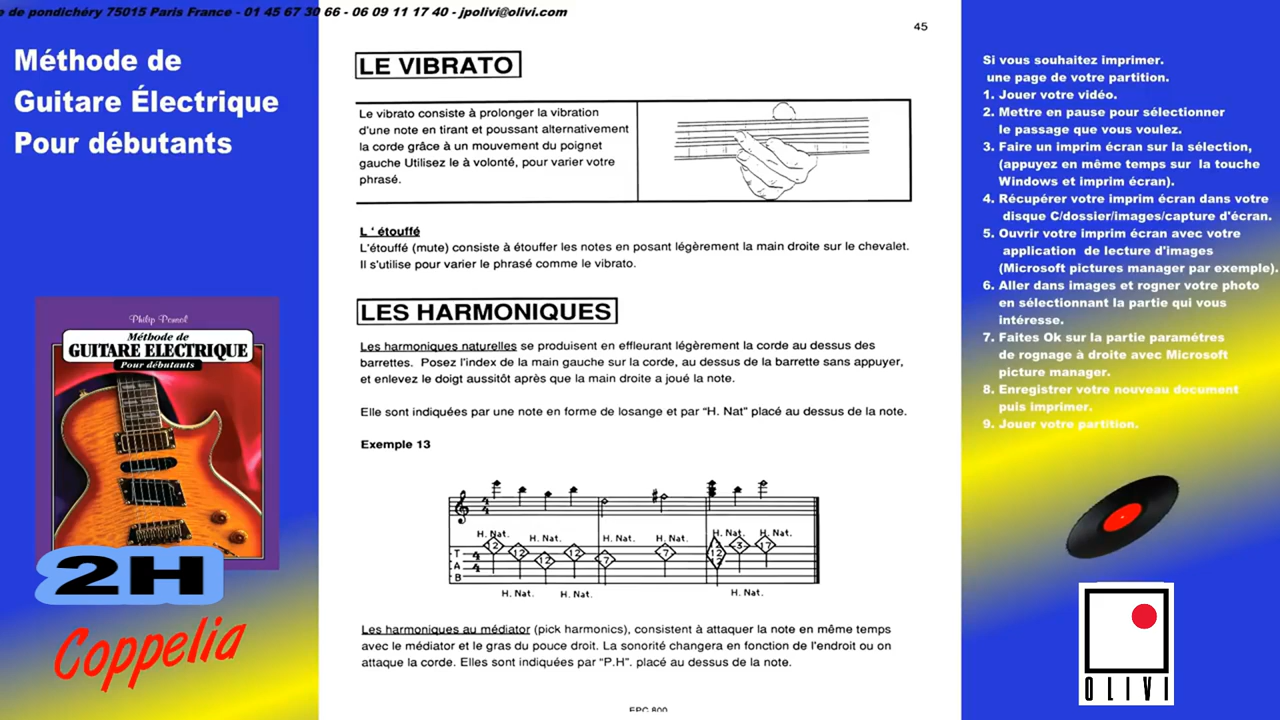 e de pondichéry 75015 Paris France - 01 45 67 30 66 - 06 09 11 17 40 - jpolivi@olivi.com
Méthode de
Guitare Électrique
Pour débutants
Philip Pomol
Méthode de
GUITARE ELECTRIQUE
Pour débutants
2H
Coppelia
45
LE VIBRATO
Le vibrato consiste à prolonger la vibration
d'une note en tirant et poussant alternativement
la corde grâce à un mouvement du poignet
gauche Utilisez le à volonté, pour varier votre
phrasé.
L ' étouffé
L'étouffé (mute) consiste à étouffer les notes en posant légèrement la main droite sur le chevalet.
Il s'utilise pour varier le phrasé comme le vibrato.
LES HARMONIQUES
Les harmoniques naturelles se produisent en effleurant légèrement la corde au dessus des
barrettes. Posez l'index de la main gauche sur la corde, au dessus de la barrette sans appuyer,
et enlevez le doigt aussitôt après que la main droite a joué la note.
Elle sont indiquées par une note en forme de losange et par “H. Nat” placé au dessus de la note.
Exemple 13
4 4
H. Nat. H. Nat. H. Nat. H. Nat. H. Nat. H. Nat.
T A B 4 4 12 12 12 7 7 12 3 17
H. Nat. H. Nat. H. Nat.
Les harmoniques au médiator (pick harmonics), consistent à attaquer la note en même temps
avec le médiator et le gras du pouce droit. La sonorité changera en fonction de l'endroit ou on
attaque la corde. Elles sont indiquées par “P.H”. placé au dessus de la note.
EPC 800
Si vous souhaitez imprimer.
une page de votre partition.
1. Jouer votre vidéo.
2. Mettre en pause pour sélectionner
le passage que vous voulez.
3. Faire un imprim écran sur la sélection,
(appuyez en même temps sur la touche
Windows et imprim écran).
4. Récupérer votre imprim écran dans votre
disque C/dossier/images/capture d'écran.
5. Ouvrir votre imprim écran avec votre
application de lecture d'images
(Microsoft pictures manager par exemple).
6. Aller dans images et rogner votre photo
en sélectionnant la partie qui vous
intéresse.
7. Faites Ok sur la partie paramétres
de rognage à droite avec Microsoft
picture manager.
8. Enregistrer votre nouveau document
puis imprimer.
9. Jouer votre partition.
OLIVI